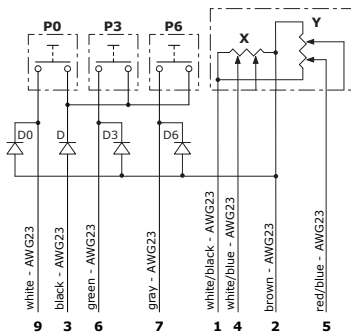 P0
P3
P6
Y
X
D0
D
D3
D6
white - AWG23
black - AWG23
green - AWG23
gray - AWG23
white/black - AWG23
white/blue - AWG23
brown - AWG23
red/blue - AWG23
9
3
6
7
1
4
2
5